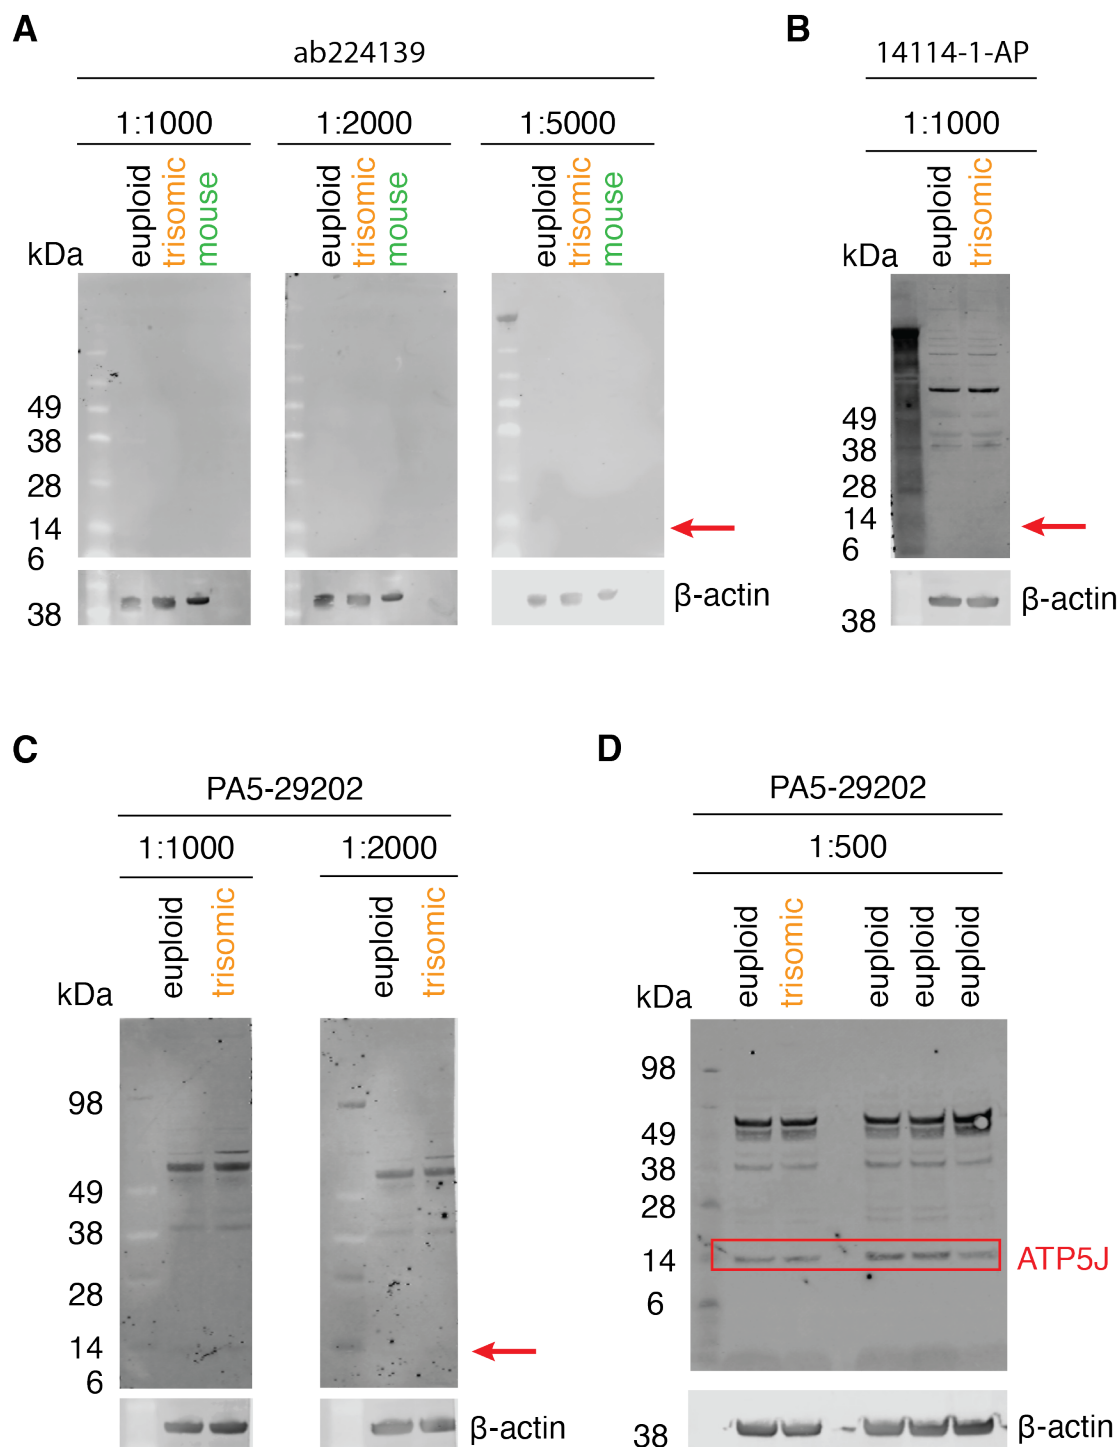 A
ab224139
1:1000
1:2000
1:5000
euploid
trisomic
mouse
euploid
trisomic
mouse
euploid
trisomic
mouse
kDa
49
38
28
14
6
38
β-actin
B
14114-1-AP
1:1000
euploid
trisomic
kDa
49
38
28
14
6
38
β-actin
C
PA5-29202
1:1000
1:2000
euploid
trisomic
euploid
trisomic
kDa
98
49
38
28
14
6
β-actin
D
PA5-29202
1:500
euploid
trisomic
euploid
euploid
euploid
kDa
98
49
38
28
14
6
ATP5J
38
β-actin